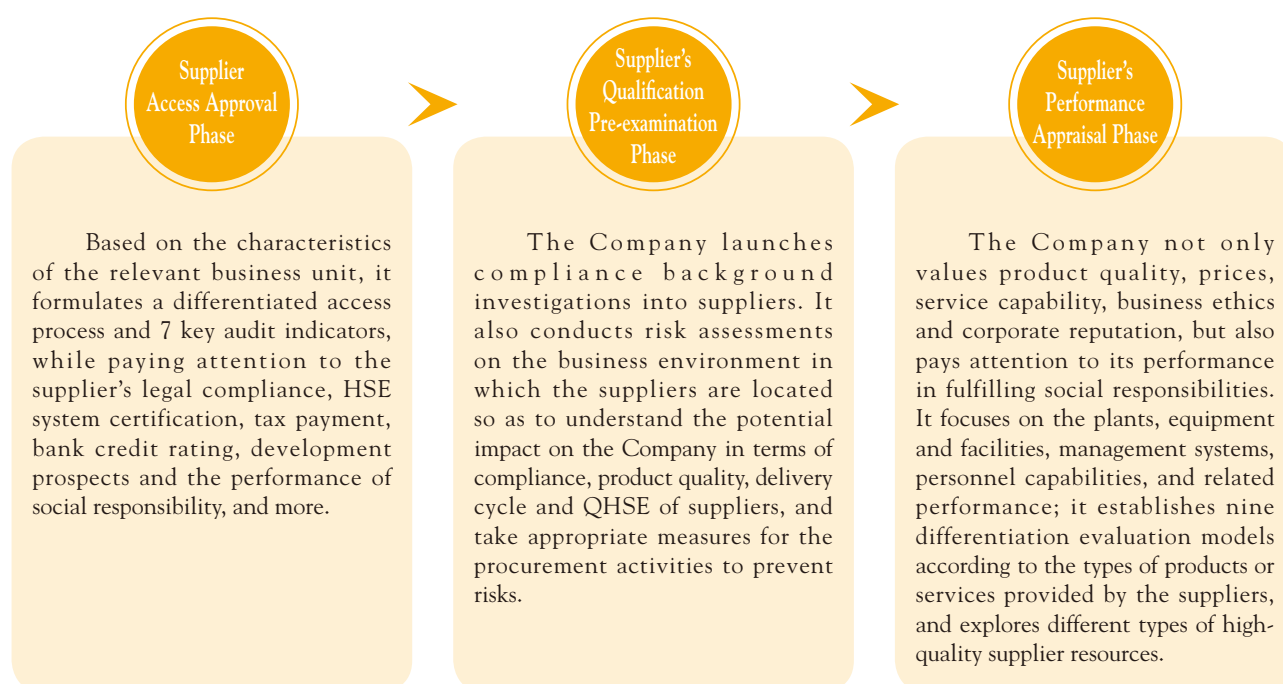 Supplier
Access Approval
Phase
Based on the characteristics
of the relevant business unit, it
formulates a differentiated access
process and 7 key audit indicators,
while paying attention to the
supplier's legal compliance, HSE
system certification, tax payment,
bank credit rating, development
prospects and the performance of
social responsibility, and more.
Supplier's
Qualification
Pre-examination
Phase
The Company launches
compliance background
investigations into suppliers. It
also conducts risk assessments
on the business environment in
which the suppliers are located
so as to understand the potential
impact on the Company in terms of
compliance, product quality, delivery
cycle and QHSE of suppliers, and
take appropriate measures for the
procurement activities to prevent
risks.
Supplier's
Performance
Appraisal Phase
The Company not only
values product quality, prices,
service capability, business ethics
and corporate reputation, but also
pays attention to its performance
in fulfilling social responsibilities.
It focuses on the plants, equipment
and facilities, management systems,
personnel capabilities, and related
performance; it establishes nine
differentiation evaluation models
according to the types of products or
services provided by the suppliers,
and explores different types of high-
quality supplier resources.